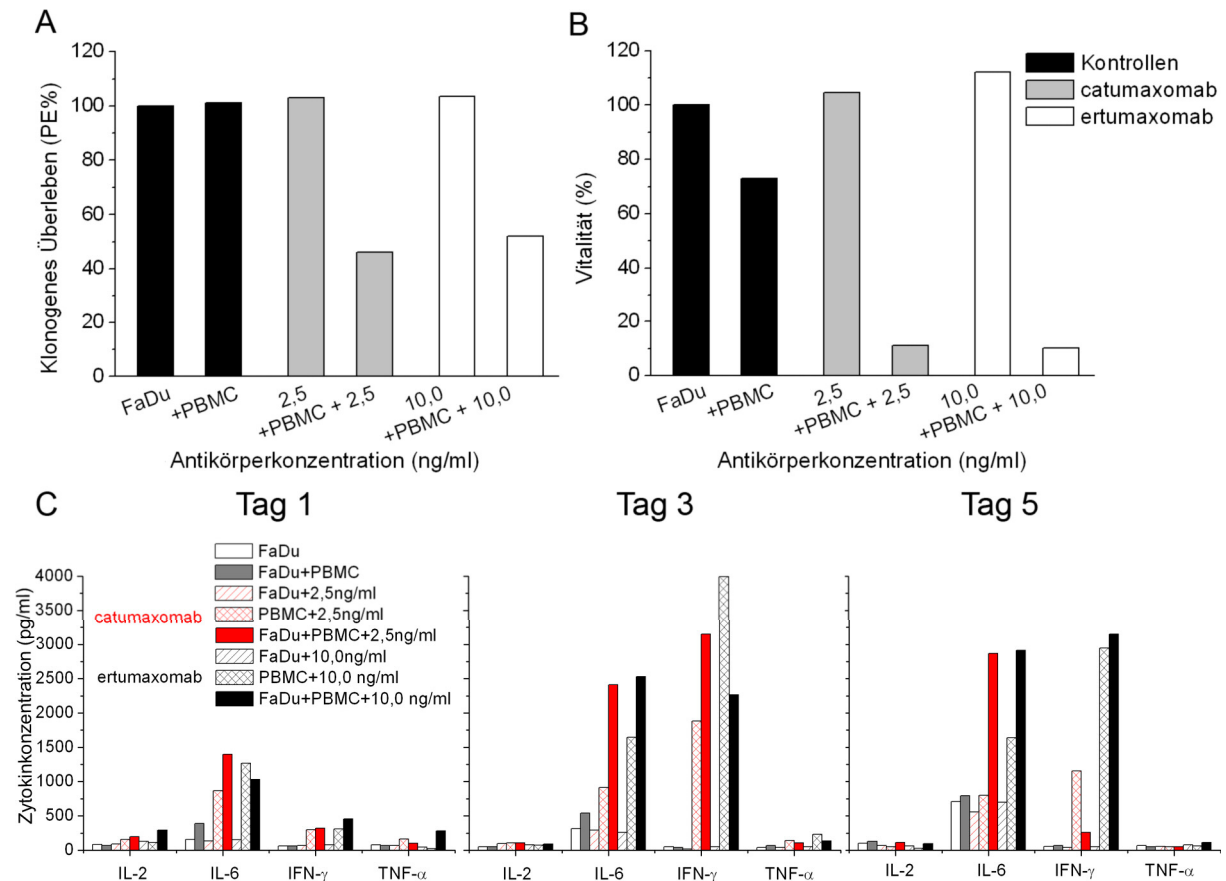 A
120
100
80
60
40
20
0
Klonogenes Überleben (PE%)
FaDu
+PBMC
2,5
+PBMC + 2,5
10,0
+PBMC + 10,0
Antikörperkonzentration (ng/ml)
B
120
100
80
60
40
20
0
Vitalität (%)
FaDu
+PBMC
2,5
+PBMC + 2,5
10,0
+PBMC + 10,0
Antikörperkonzentration (ng/ml)
Kontrollen
catumaxomab
ertumaxomab
C
Tag 1
Tag 3
Tag 5
FaDu
FaDu+PBMC
FaDu+2,5ng/ml
PBMC+2,5ng/ml
FaDu+PBMC+2,5ng/ml
FaDu+10,0ng/ml
PBMC+10,0 ng/ml
FaDu+PBMC+10,0 ng/ml
catumaxomab
ertumaxomab
4000
3500
3000
2500
2000
1500
1000
500
0
Zytokinkonzentration (pg/ml)
IL-2 IL-6 IFN-γ TNF-α
IL-2 IL-6 IFN-γ TNF-α
IL-2 IL-6 IFN-γ TNF-α